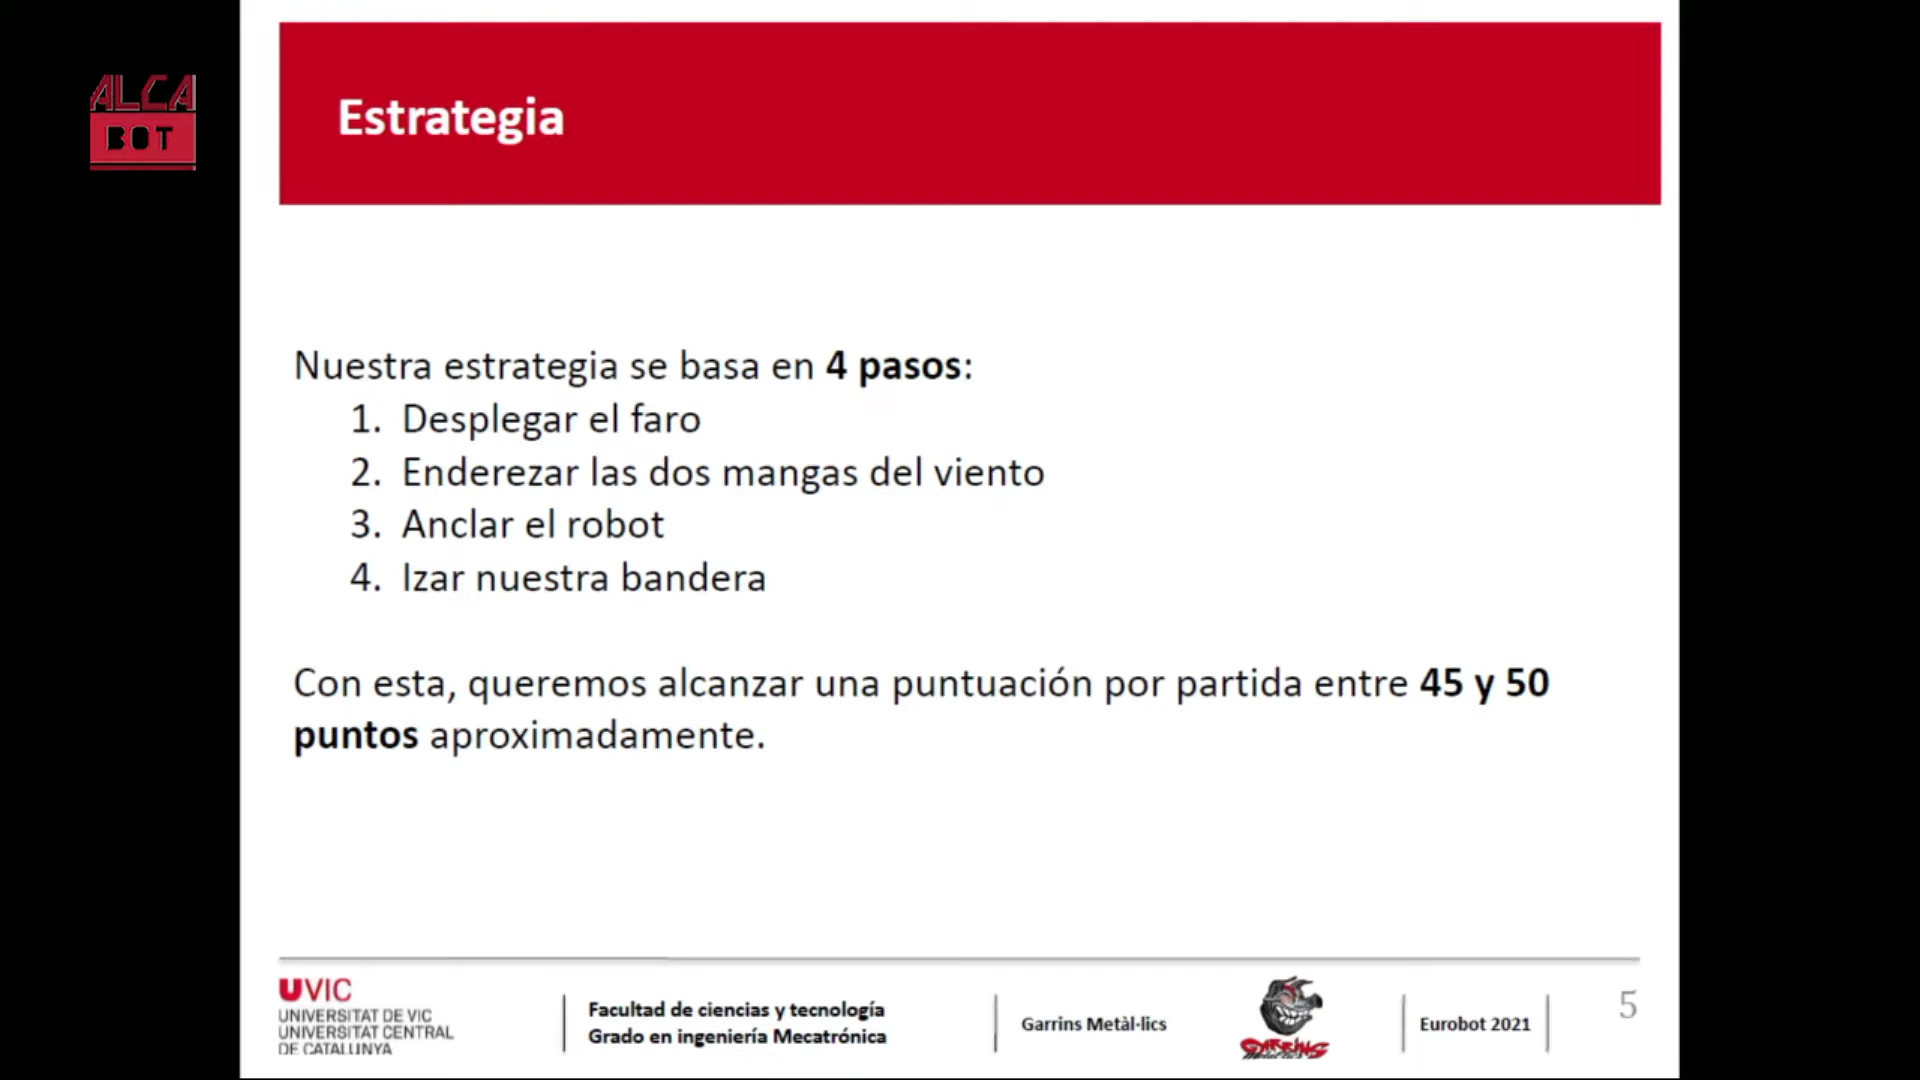 ALCA
BOT
Estrategia
Nuestra estrategia se basa en 4 pasos:
1. Desplegar el faro
2. Enderezar las dos mangas del viento
3. Anclar el robot
4. Izar nuestra bandera
Con esta, queremos alcanzar una puntuación por partida entre 45 y 50
puntos aproximadamente.
UVIC
UNIVERSITAT DE VIC
UNIVERSITAT CENTRAL
DE CATALUNYA
Facultad de ciencias y tecnología
Grado en ingeniería Mecatrónica
Garrins Metàl·lics
GARRINS
Eurobot 2021
5